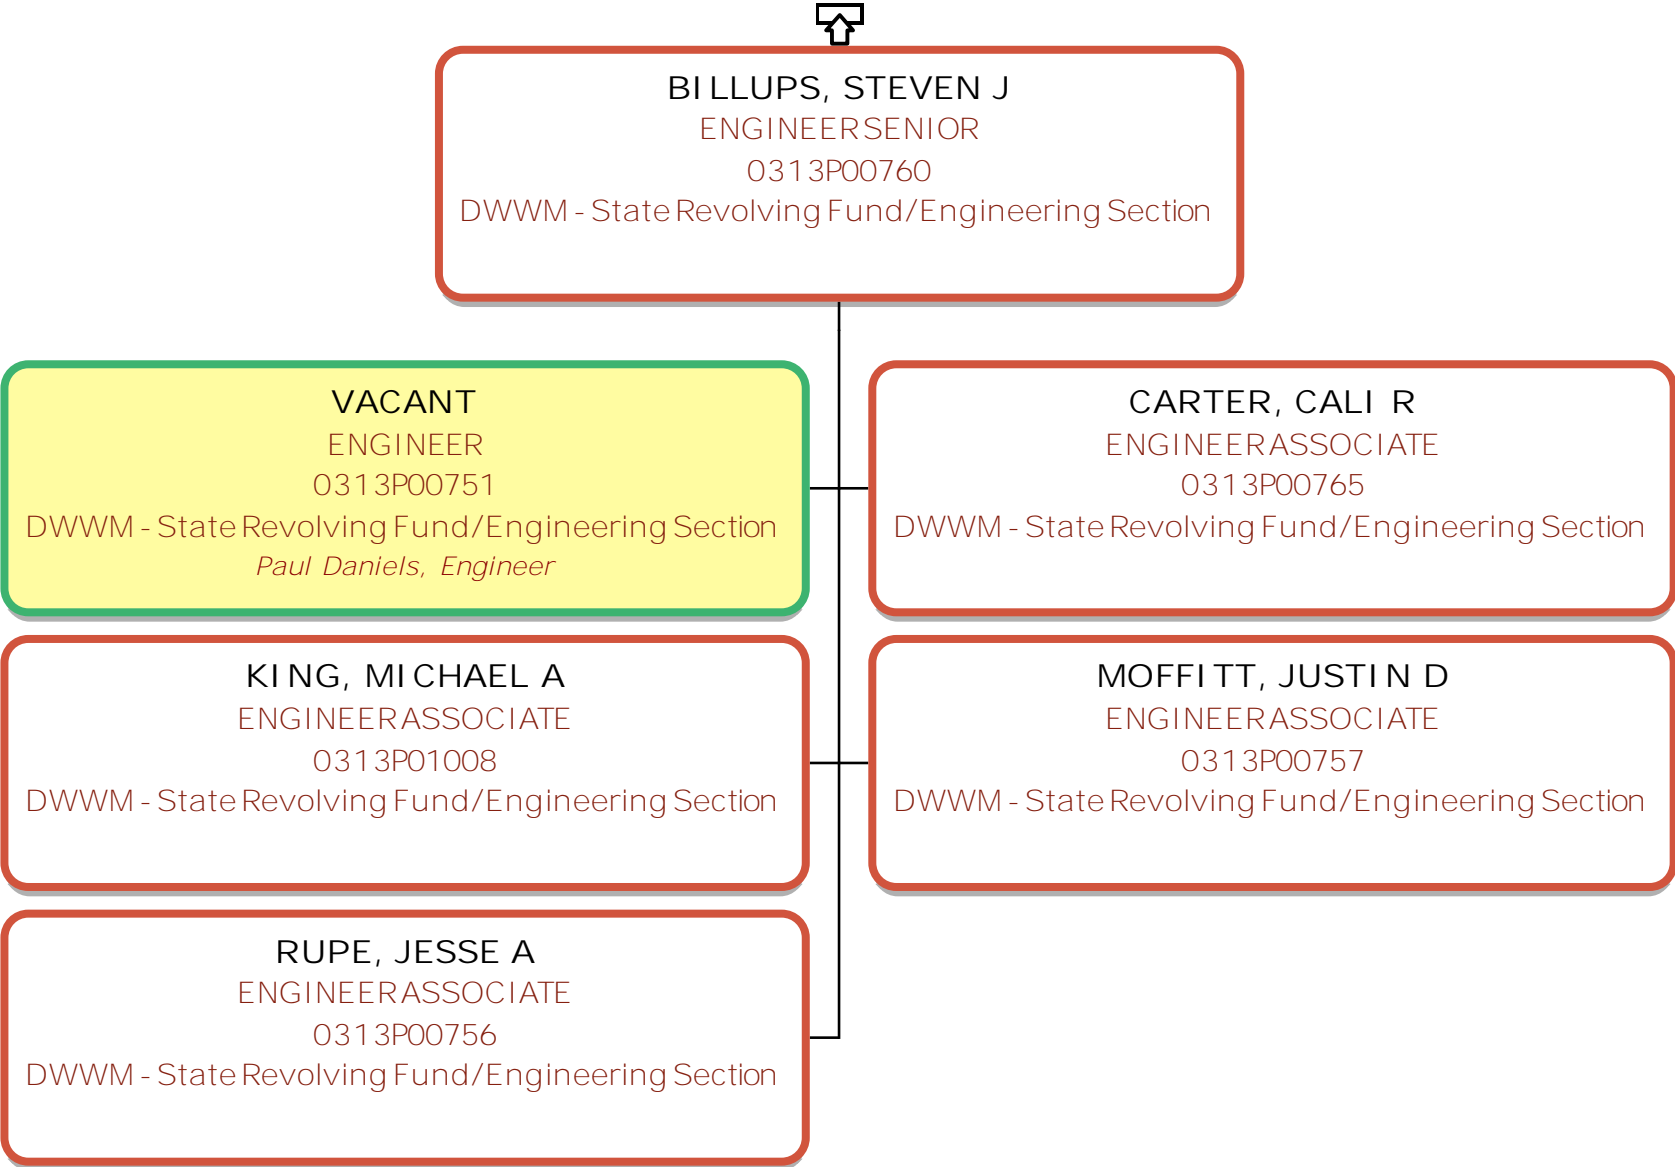 BILLUPS, STEVEN J
ENGINEER SENIOR
0313P00760
DWWM - State Revolving Fund/Engineering Section
VACANT
ENGINEER
0313P00751
DWWM - State Revolving Fund/Engineering Section
Paul Daniels, Engineer
CARTER, CALI R
ENGINEER ASSOCIATE
0313P00765
DWWM - State Revolving Fund/Engineering Section
KING, MICHAEL A
ENGINEER ASSOCIATE
0313P01008
DWWM - State Revolving Fund/Engineering Section
MOFFITT, JUSTIN D
ENGINEER ASSOCIATE
0313P00757
DWWM - State Revolving Fund/Engineering Section
RUPE, JESSE A
ENGINEER ASSOCIATE
0313P00756
DWWM - State Revolving Fund/Engineering Section